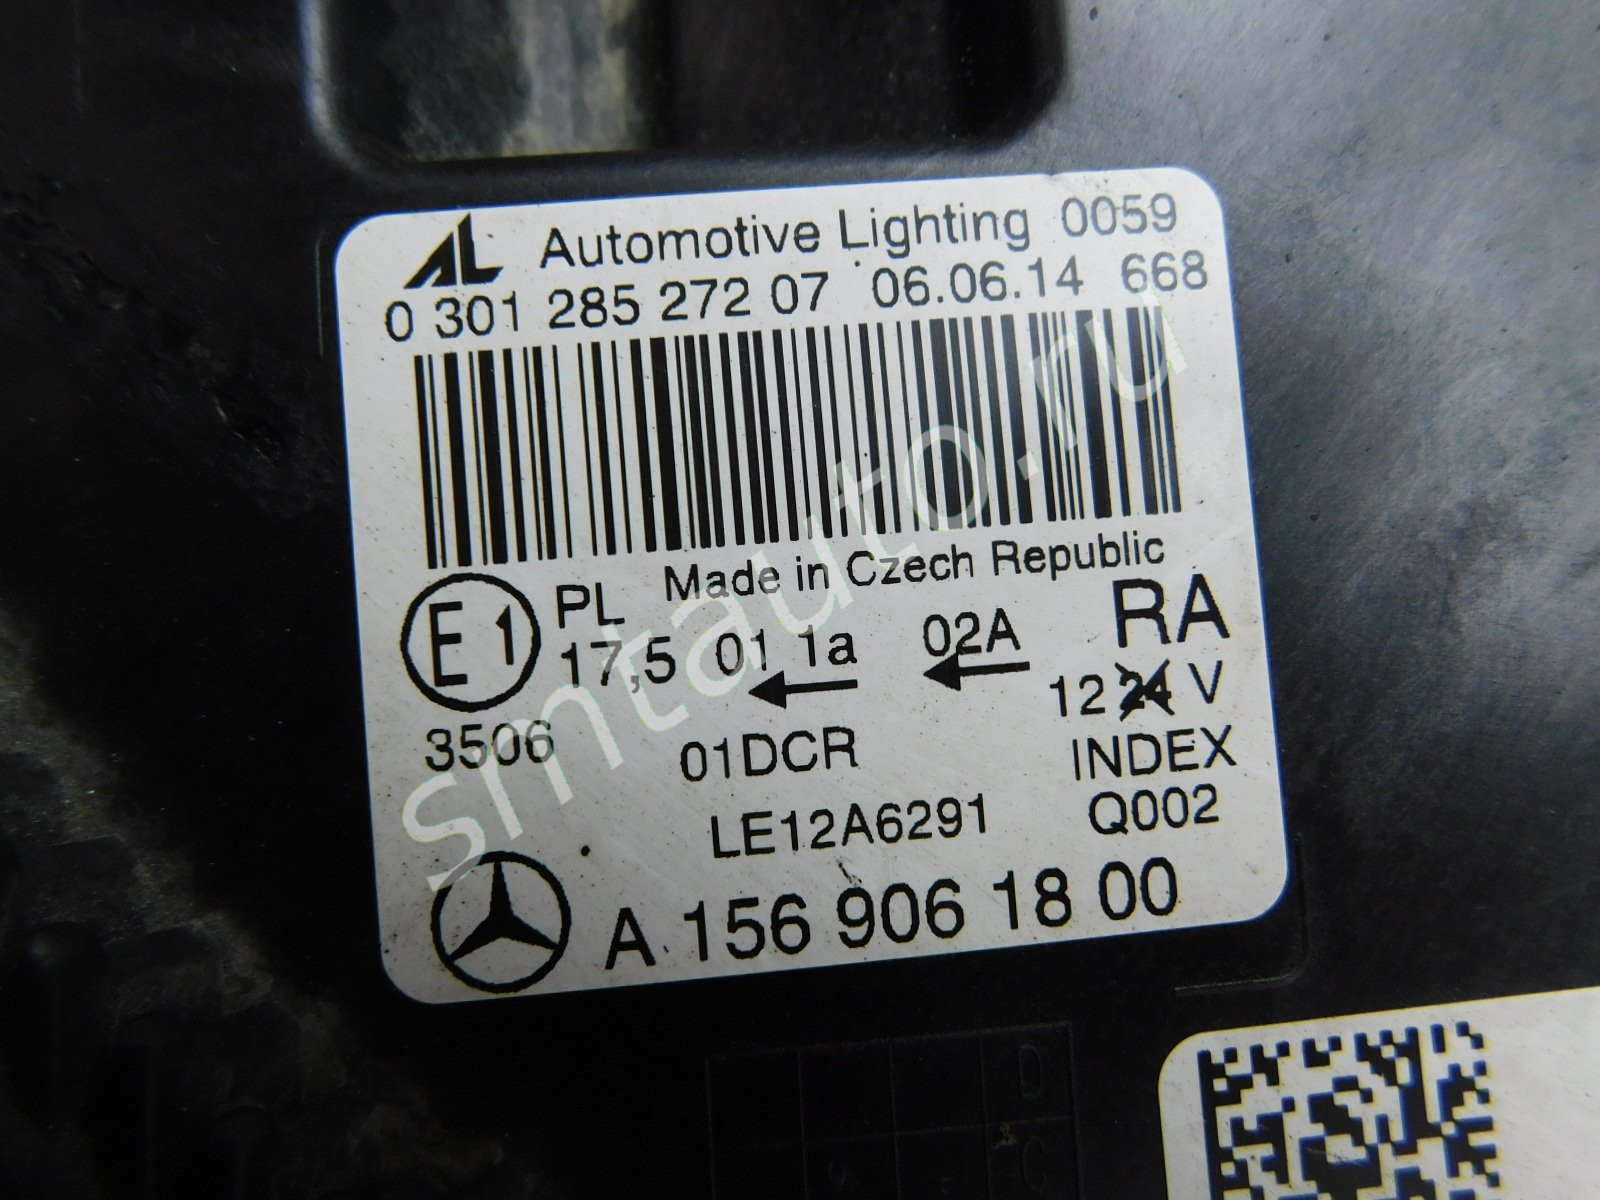 AL Automotive Lighting 0059
0 301 285 272 07 06.06.14 668
Made in Czech Republic
E1 PL RA
17,5 01 1a 02A
12 24 V
3506 01DCR INDEX
LE12A6291 Q002
A 156 906 18 00
smtauto.ru
D
C